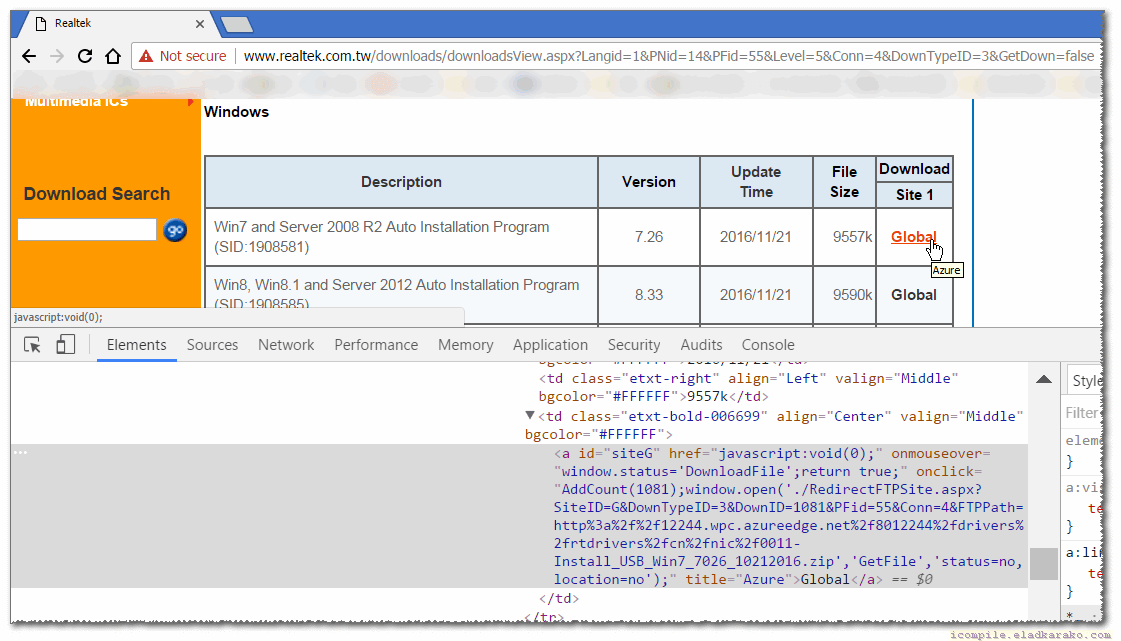 Realtek
Not secure
www.realtek.com.tw/downloads/downloadsView.aspx?Langid=1&PNid=14&PFid=55&Level=5&Conn=4&DownTypeID=3&GetDown=false
Multimedia ICs
Windows
Download Search
go
Description
Version
Update
Time
File
Size
Download
Site 1
Win7 and Server 2008 R2 Auto Installation Program
(SID:1908581)
7.26
2016/11/21
9557k
Global
Azure
Win8, Win8.1 and Server 2012 Auto Installation Program
(SID:1908585)
8.33
2016/11/21
9590k
Global
javascript:void(0);
Elements
Sources
Network
Performance
Memory
Application
Security
Audits
Console
bgcolor="#FFFFFF">2016/11/21</td>
<td class="etxt-right" align="Left" valign="Middle"
bgcolor="#FFFFFF">9557k</td>
<td class="etxt-bold-006699" align="Center" valign="Middle"
bgcolor="#FFFFFF">
<a id="siteG" href="javascript:void(0);" onmouseover=
"window.status='DownloadFile';return true;" onclick=
"AddCount(1081);window.open('./RedirectFTPSite.aspx?
SiteID=G&DownTypeID=3&DownID=1081&PFid=55&Conn=4&FTPPath=
http%3a%2f%2f12244.wpc.azureedge.net%2f8012244%2fdrivers%
2frtdrivers%2fcn%2fnic%2f0011-
Install_USB_Win7_7026_10212016.zip','GetFile','status=no,
location=no');" title="Azure">Global</a> == $0
</td>
</tr>
Style
Filter
elem
}
a:vi
te
}
a:li
te
}
*
icompile.eladkarako.com